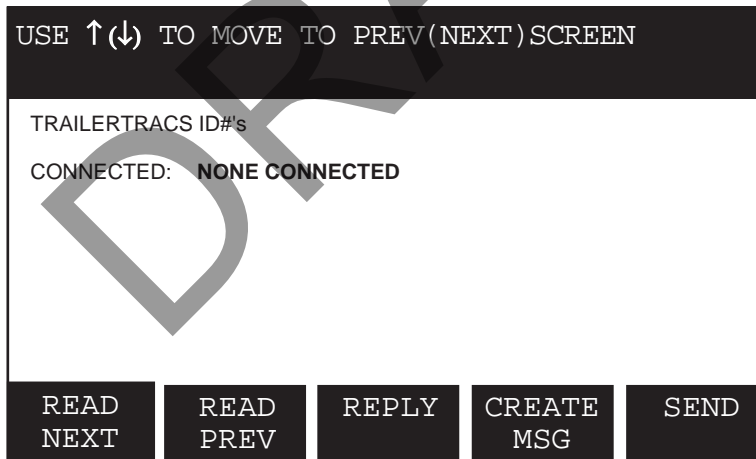 USE ↑(↓) TO MOVE TO PREV(NEXT)SCREEN
TRAILERTRACS ID#'s
CONNECTED: NONE CONNECTED
READ NEXT
READ PREV
REPLY
CREATE MSG
SEND
DRA